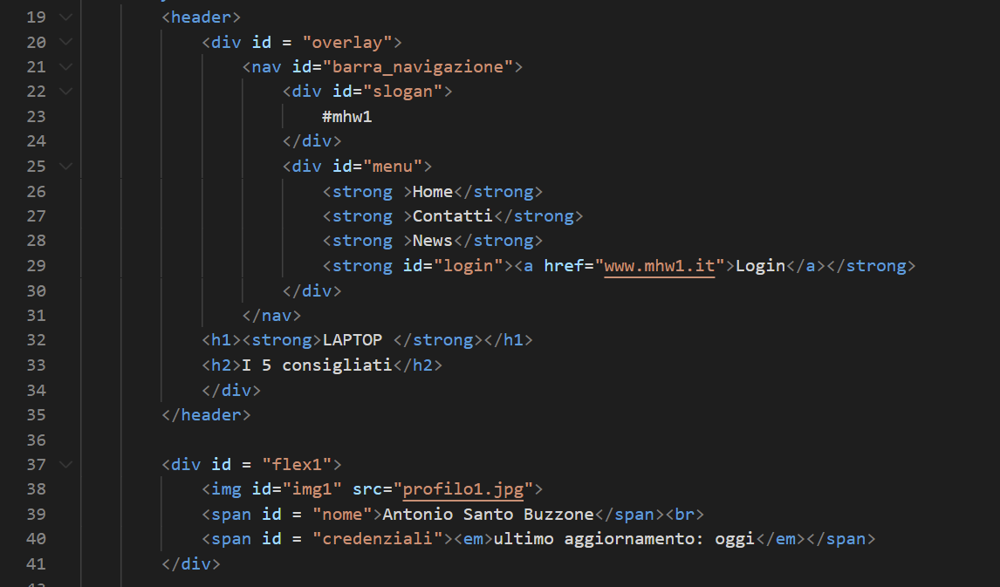 19 <header>
20 <div id = "overlay">
21 <nav id="barra_navigazione">
22 <div id="slogan">
23 #mhw1
24 </div>
25 <div id="menu">
26 <strong >Home</strong>
27 <strong >Contatti</strong>
28 <strong >News</strong>
29 <strong id="login"><a href="www.mhw1.it">Login</a></strong>
30 </div>
31 </nav>
32 <h1><strong>LAPTOP </strong></h1>
33 <h2>I 5 consigliati</h2>
34 </div>
35 </header>
36
37 <div id = "flex1">
38 <img id="img1" src="profilo1.jpg">
39 <span id = "nome">Antonio Santo Buzzone</span><br>
40 <span id = "credenziali"><em>ultimo aggiornamento: oggi</em></span>
41 </div>